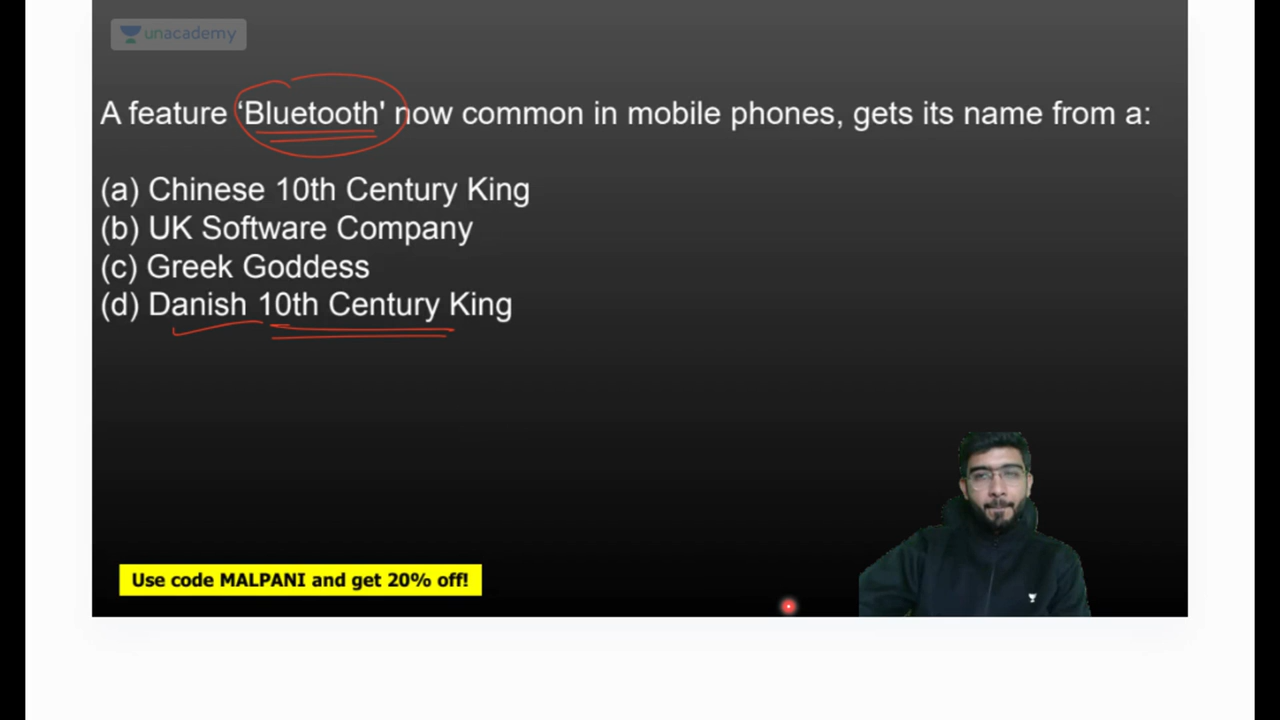 unacademy
A feature ‘Bluetooth' now common in mobile phones, gets its name from a:
(a) Chinese 10th Century King
(b) UK Software Company
(c) Greek Goddess
(d) Danish 10th Century King
Use code MALPANI and get 20% off!